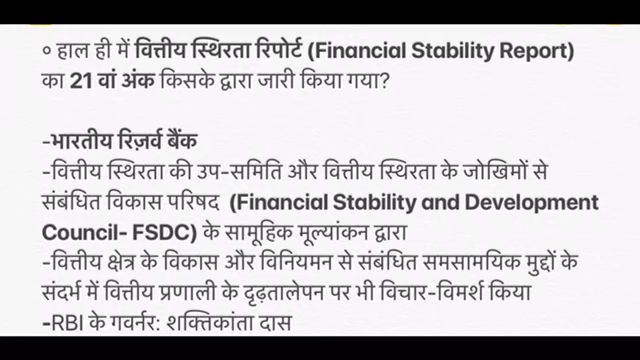 ॰ हाल ही में वित्तीय स्थिरता रिपोर्ट (Financial Stability Report)
का 21 वां अंक किसके द्वारा जारी किया गया?
-भारतीय रिज़र्व बैंक
-वित्तीय स्थिरता की उप-समिति और वित्तीय स्थिरता के जोखिमों से
संबंधित विकास परिषद (Financial Stability and Development
Council- FSDC) के सामूहिक मूल्यांकन द्वारा
-वित्तीय क्षेत्र के विकास और विनियमन से संबंधित समसामयिक मुद्दों के
संदर्भ में वित्तीय प्रणाली के दृढ़तालेपन पर भी विचार-विमर्श किया
-RBI के गवर्नर: शक्तिकांता दास